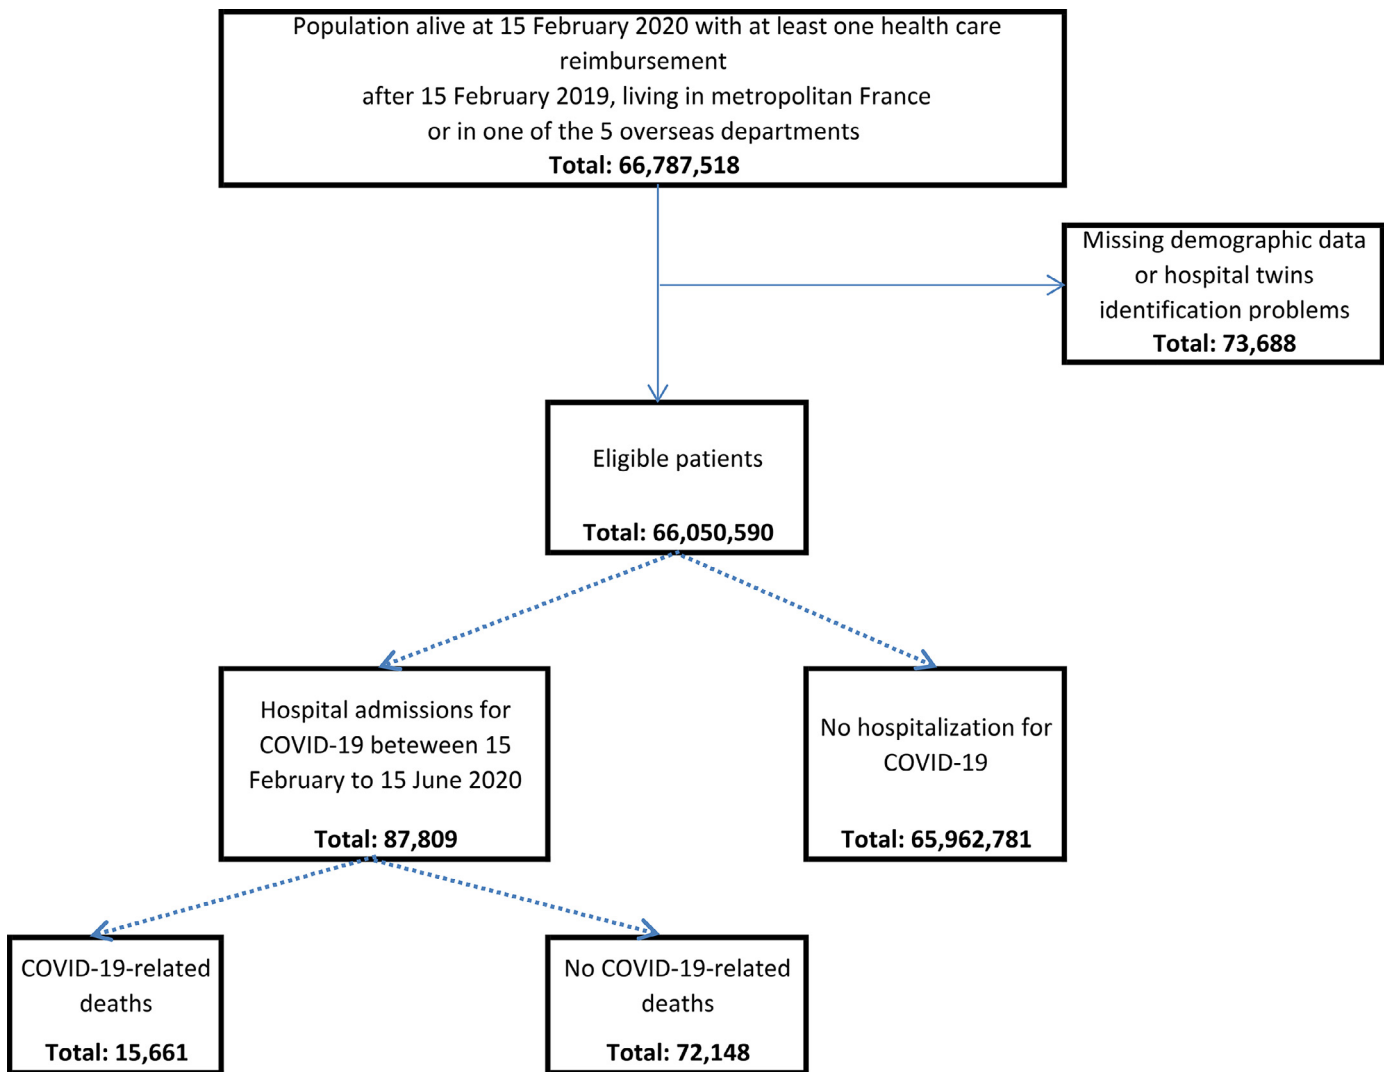 Population alive at 15 February 2020 with at least one health care
reimbursement
after 15 February 2019, living in metropolitan France
or in one of the 5 overseas departments
Total: 66,787,518
Missing demographic data
or hospital twins
identification problems
Total: 73,688
Eligible patients
Total: 66,050,590
Hospital admissions for
COVID-19 beteween 15
February to 15 June 2020
Total: 87,809
No hospitalization for
COVID-19
Total: 65,962,781
COVID-19-related
deaths
Total: 15,661
No COVID-19-related
deaths
Total: 72,148